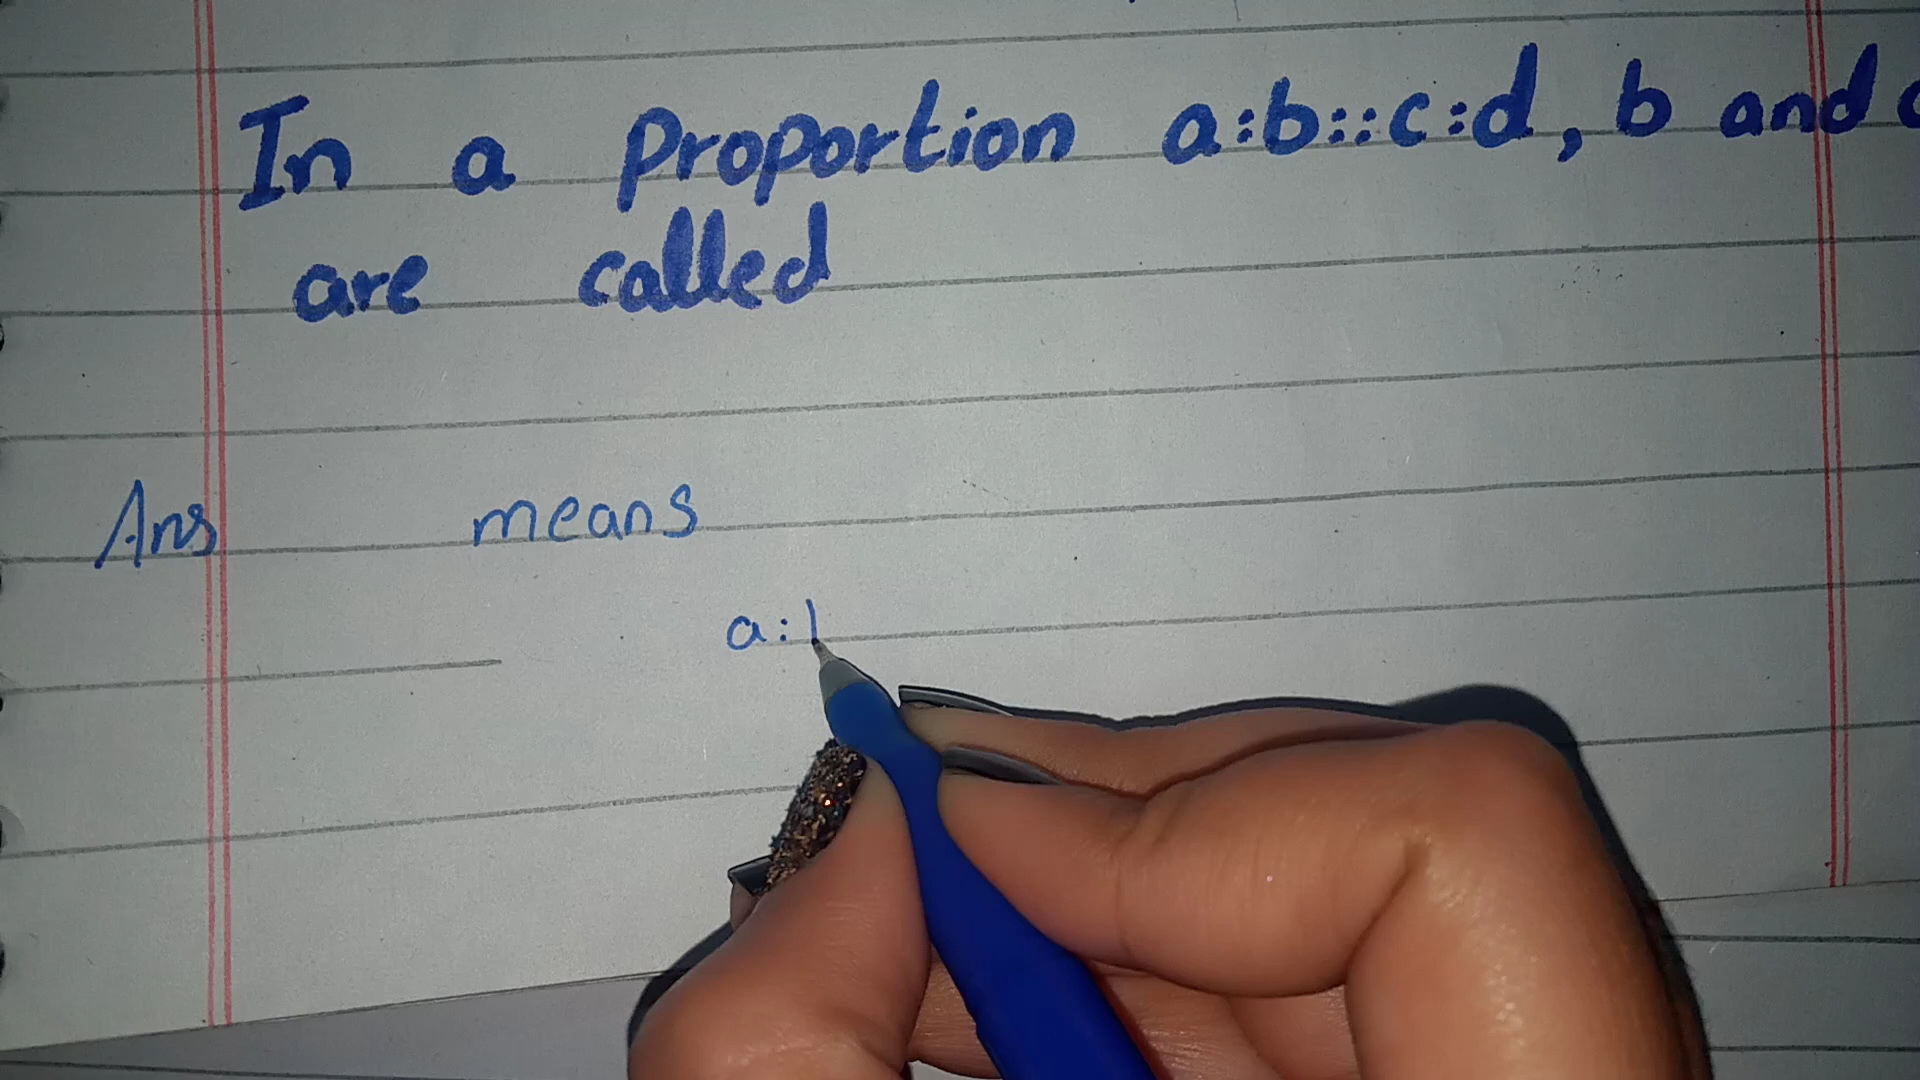 In a Proportion a:b::c:d, b and
are called
Ans means
a: